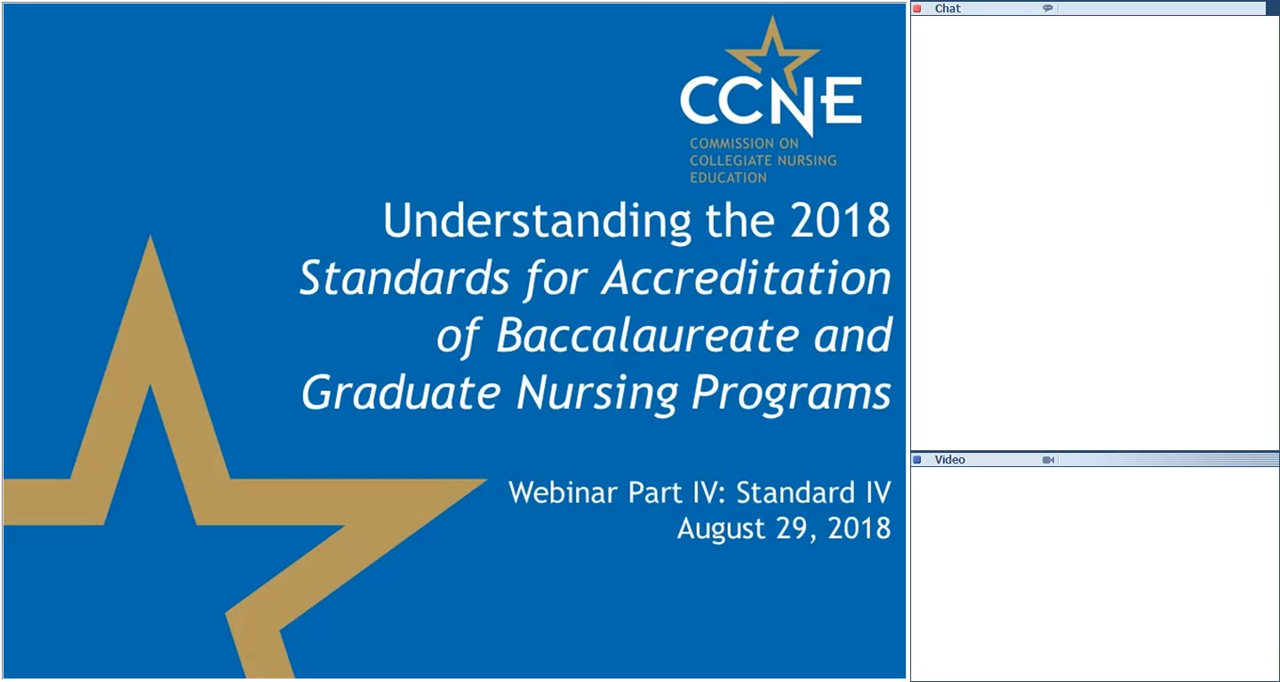 CCNE
COMMISSION ON
COLLEGIATE NURSING
EDUCATION
Understanding the 2018
Standards for Accreditation
of Baccalaureate and
Graduate Nursing Programs
Webinar Part IV: Standard IV
August 29, 2018
Chat
Video